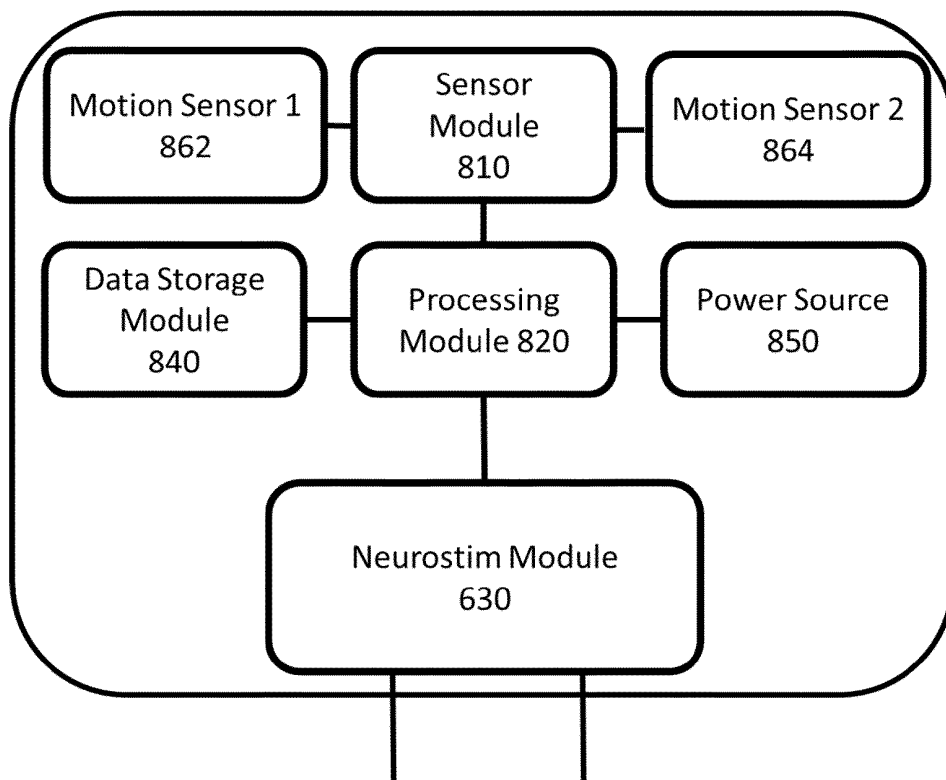 Motion Sensor 1
862
Sensor
Module
810
Motion Sensor 2
864
Data Storage
Module
840
Processing
Module 820
Power Source
850
Neurostim Module
630